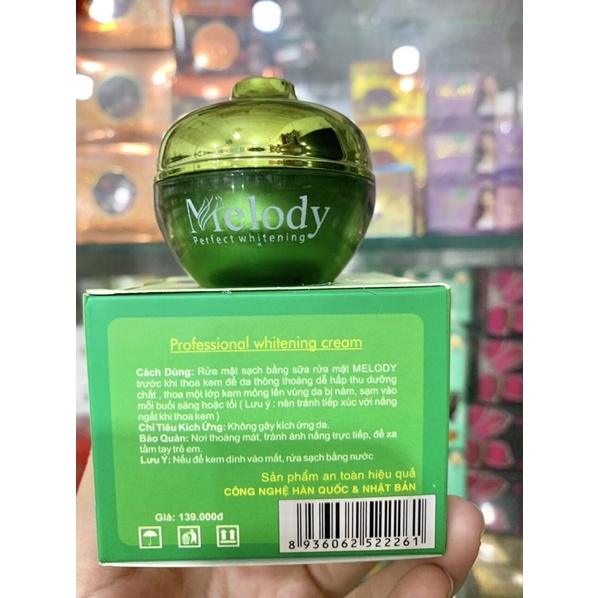 Melody
Perfect whitening
Professional whitening cream
Cách Dùng: Rửa mặt sạch bằng sữa rửa mặt MELODY
trước khi thoa kem để da thông thoáng dễ hấp thu dưỡng
chất , thoa một lớp kem mỏng lên vùng da bị nám, sạm vào
mỗi buổi sáng hoặc tối ( Lưu ý : nên tránh tiếp xúc với nắng
ngắt khi thoa kem )
Chỉ Tiêu Kích Ứng: Không gây kích ứng da.
Bảo Quản: Nơi thoáng mát, tránh ánh nắng trực tiếp, để xa
tầm tay trẻ em.
Lưu Ý: Nếu để kem dính vào mắt, rửa sạch bằng nước
Sản phẩm an toàn hiệu quả
CÔNG NGHỆ HÀN QUỐC & NHẬT BẢN
Giá: 139.000đ
8 936062 522261